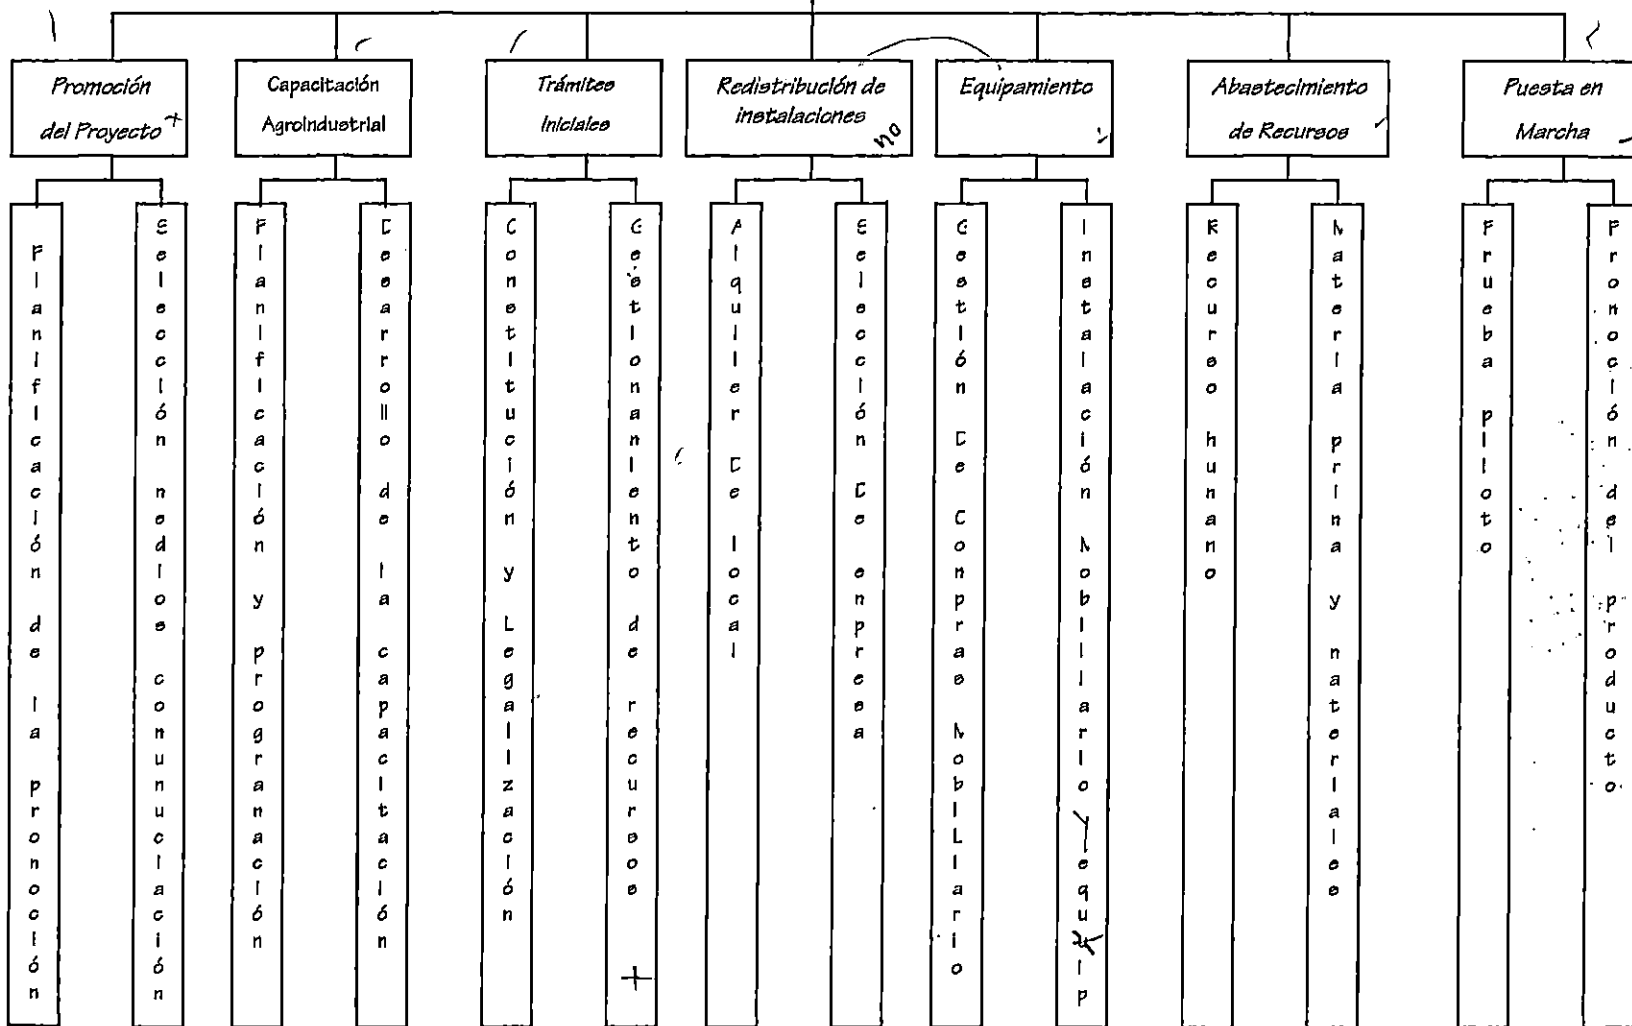 Promoción
del Proyecto +
Capacitación
Agroindustrial
Trámites
Iniciales
Redistribución de
instalaciones
no
Equipamiento
Abastecimiento
de Recursos
Puesta en
Marcha
Planificación de la promoción
Selección medios comunuciación
Planificación y programación
Desarrollo de la capacitación
Constitución y Legalización
Gestionamiento de recursos
+
Alquiler De local
Selección De empresa
Gestión De Compras MobiLiario
Instalación Mobiliario y equip
Recurso humano
Materia prima y materiales
Prueba piloto
Promoción del producto